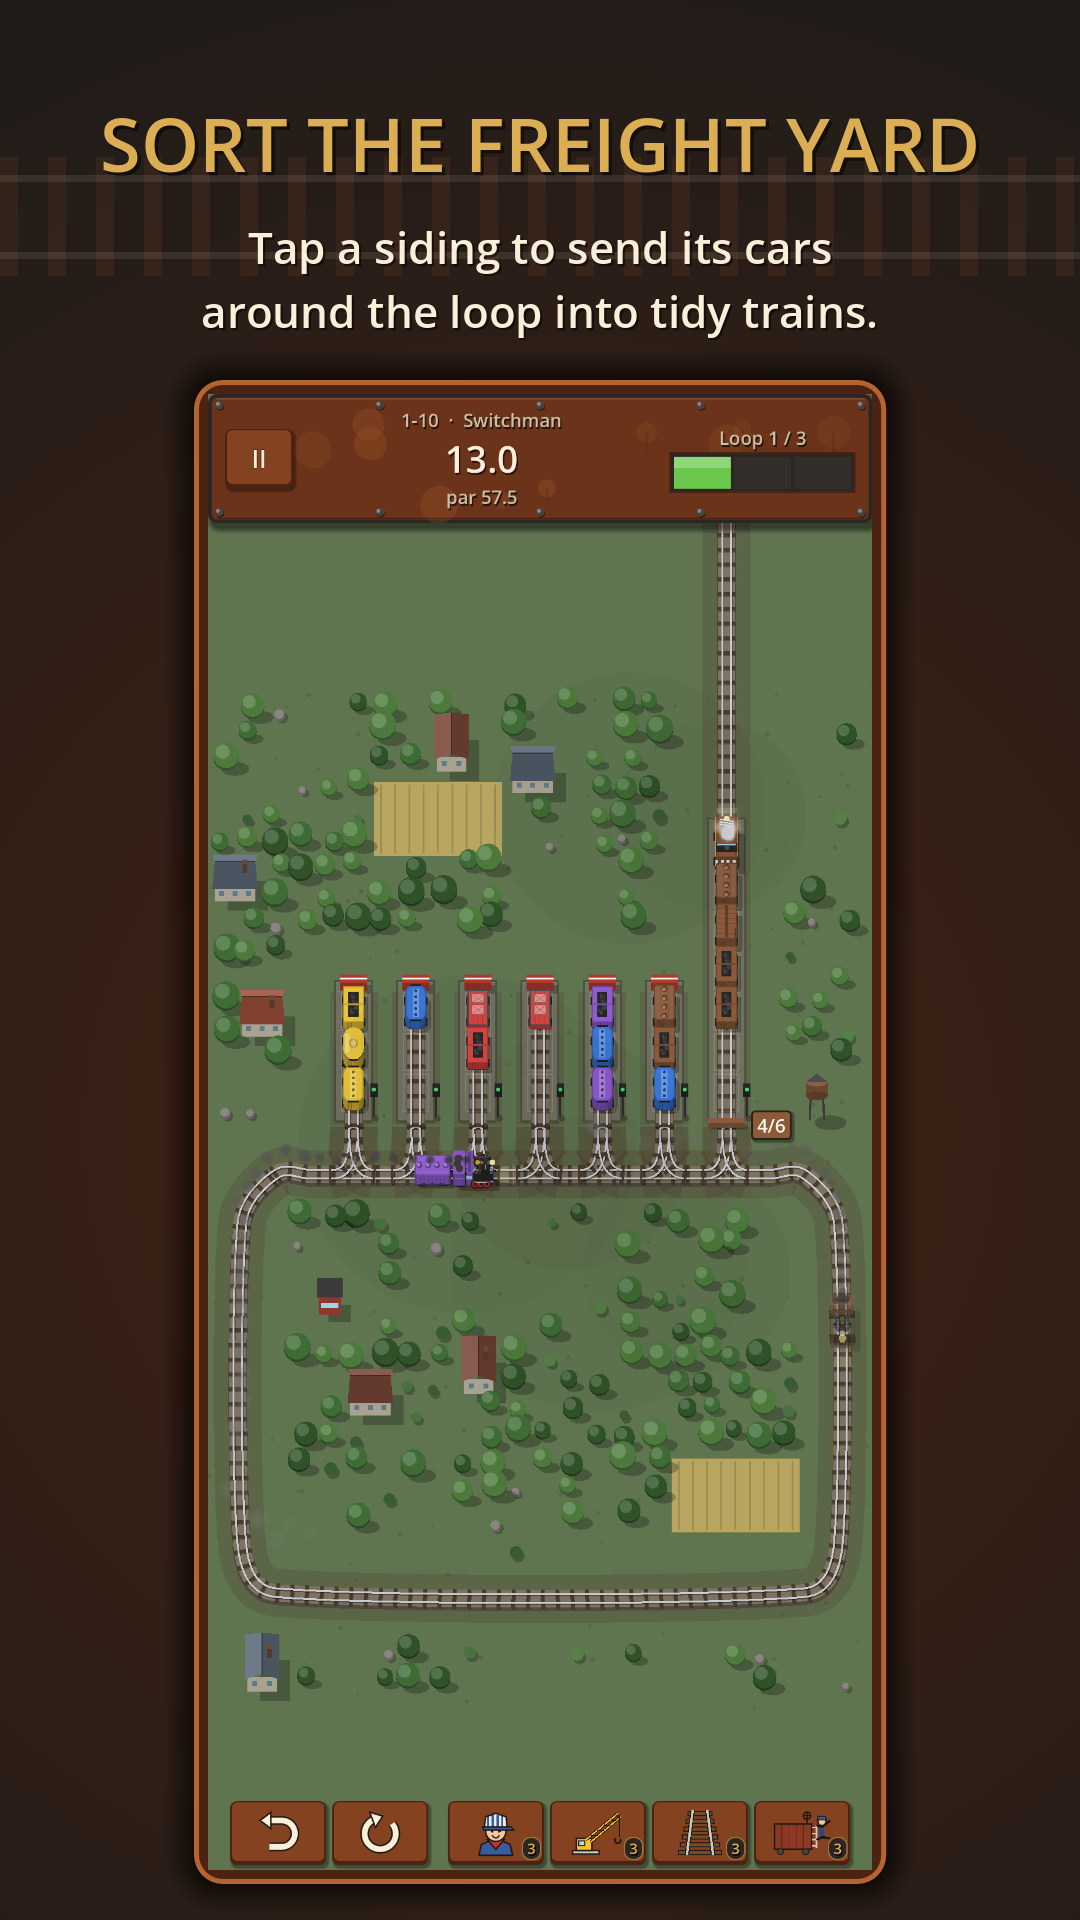 SORT THE FREIGHT YARD
Tap a siding to send its cars
around the loop into tidy trains.
1-10 · Switchman
13.0
par 57.5
Loop 1 / 3
4/6
3
3
3
3